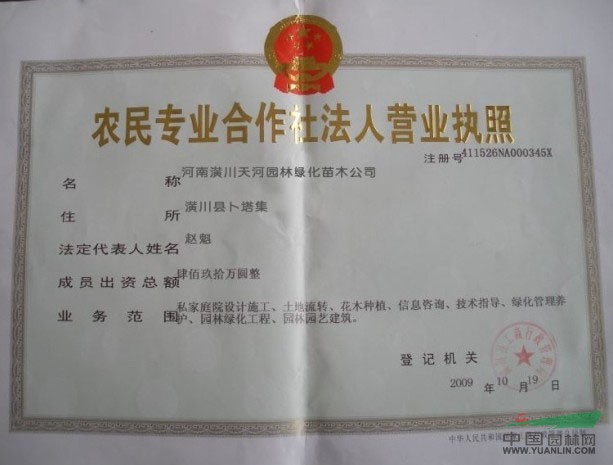 农民专业合作社法人营业执照
注册号411526NA000345X
名称 河南潢川天河园林绿化苗木公司
住所 潢川县卜塔集
法定代表人姓名 赵魁
成员出资总额 肆佰玖拾万圆整
业务范围 私家庭院设计施工、土地流转、花木种植、信息咨询、技术指导、绿化管理养
护、园林绿化工程、园林园艺建筑。
登记机关
2009 年 10 月 19 日
中华人民共和国
中国园林网
WWW.YUANLIN.COM